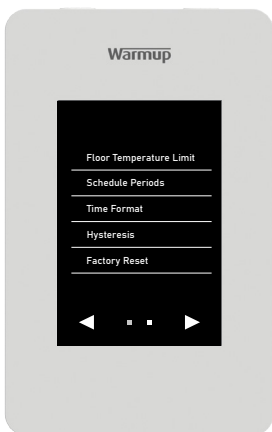 Warmup
Floor Temperature Limit
Schedule Periods
Time Format
Hysteresis
Factory Reset